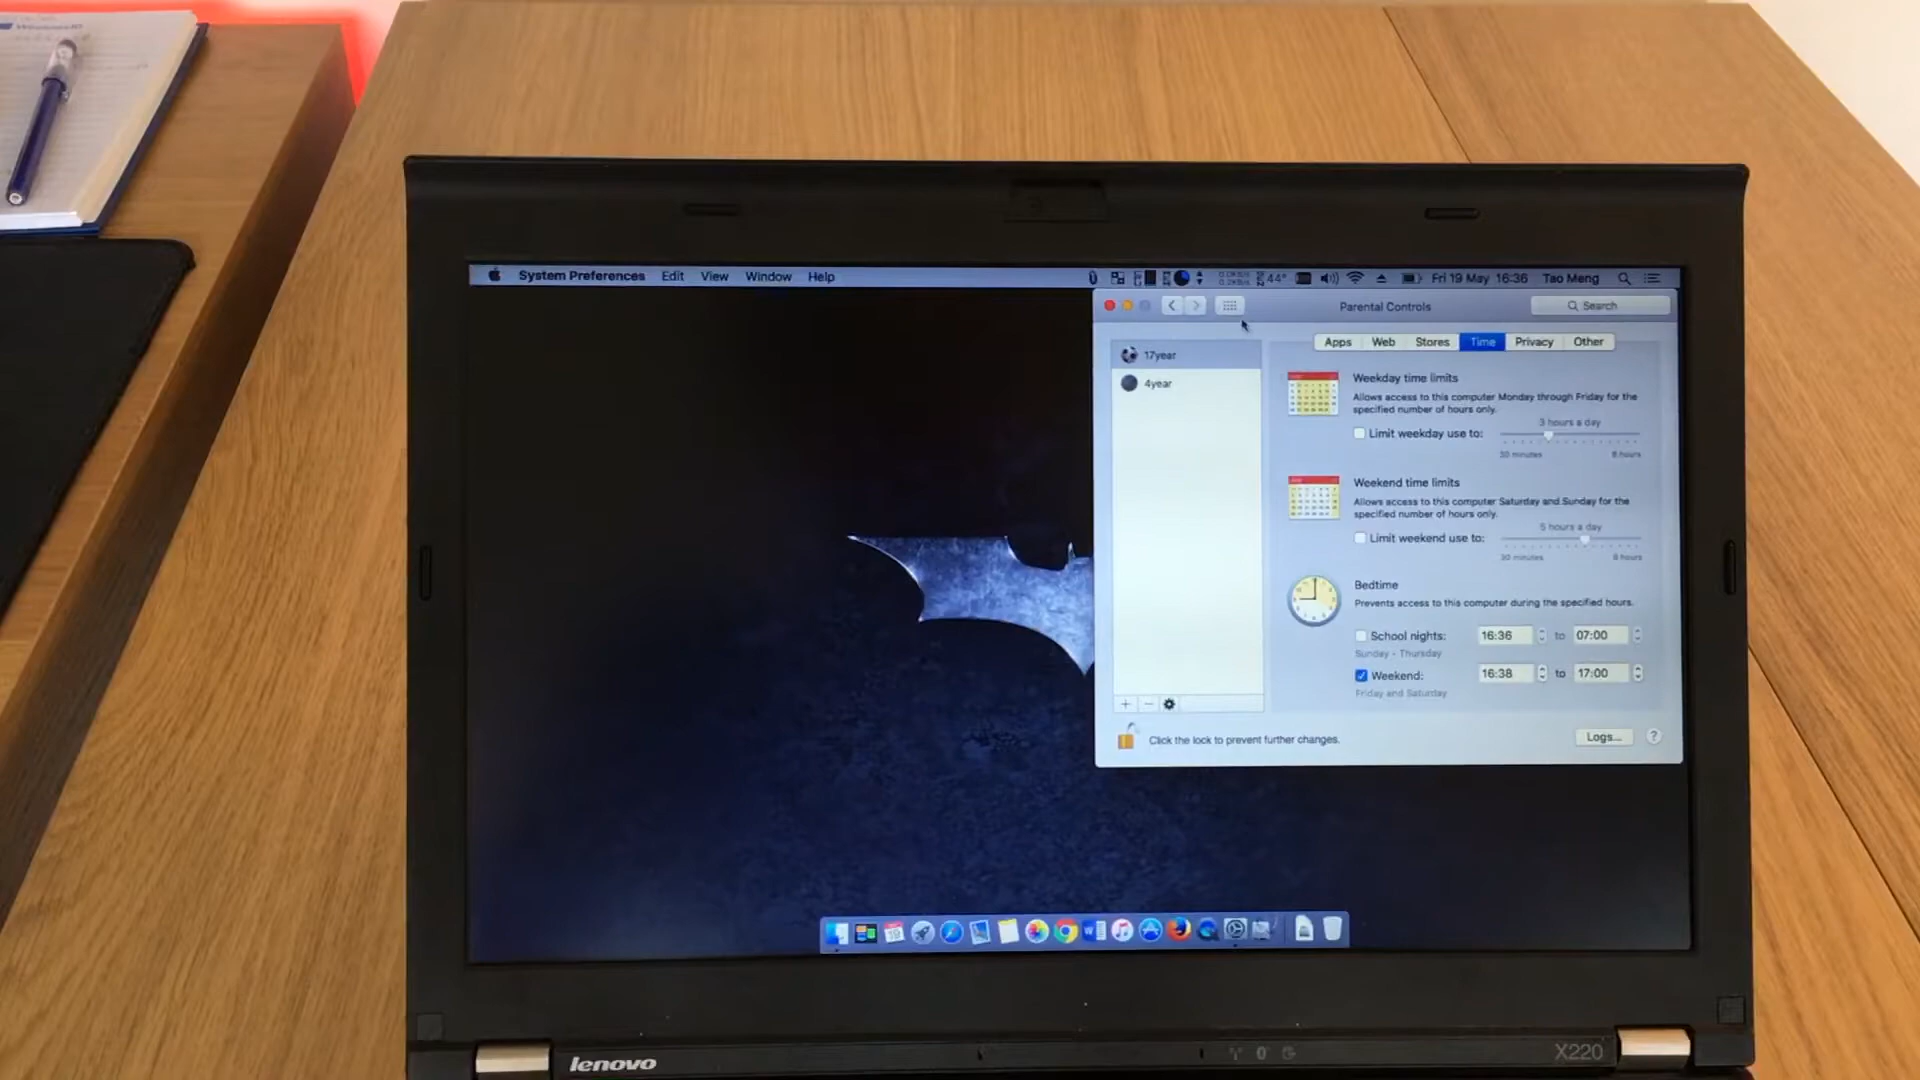 System Preferences Edit View Window Help
44° Fri 19 May 16:36 Tao Meng
Parental Controls
Search
17year
4year
Apps Web Stores Time Privacy Other
Weekday time limits
Allows access to this computer Monday through Friday for the
specified number of hours only.
3 hours a day
Limit weekday use to:
30 minutes 8 hours
Weekend time limits
Allows access to this computer Saturday and Sunday for the
specified number of hours only.
5 hours a day
Limit weekend use to:
30 minutes 8 hours
Bedtime
Prevents access to this computer during the specified hours.
School nights: 16:36 to 07:00
Sunday - Thursday
Weekend: 16:38 to 17:00
Friday and Saturday
Click the lock to prevent further changes.
Logs... ?
lenovo
X220